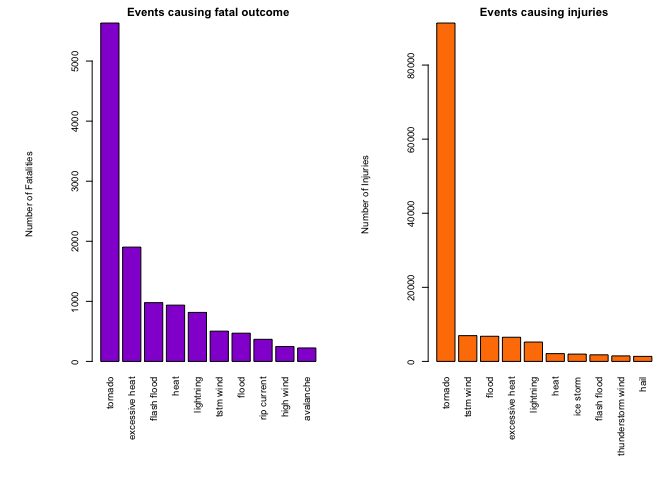 Events causing fatal outcome
Number of Fatalities
5000
4000
3000
2000
1000
0
tornado
excessive heat
flash flood
heat
lightning
tstm wind
flood
rip current
high wind
avalanche
Events causing injuries
Number of Injuries
80000
60000
40000
20000
0
tornado
tstm wind
flood
excessive heat
lightning
heat
ice storm
flash flood
thunderstorm wind
hail